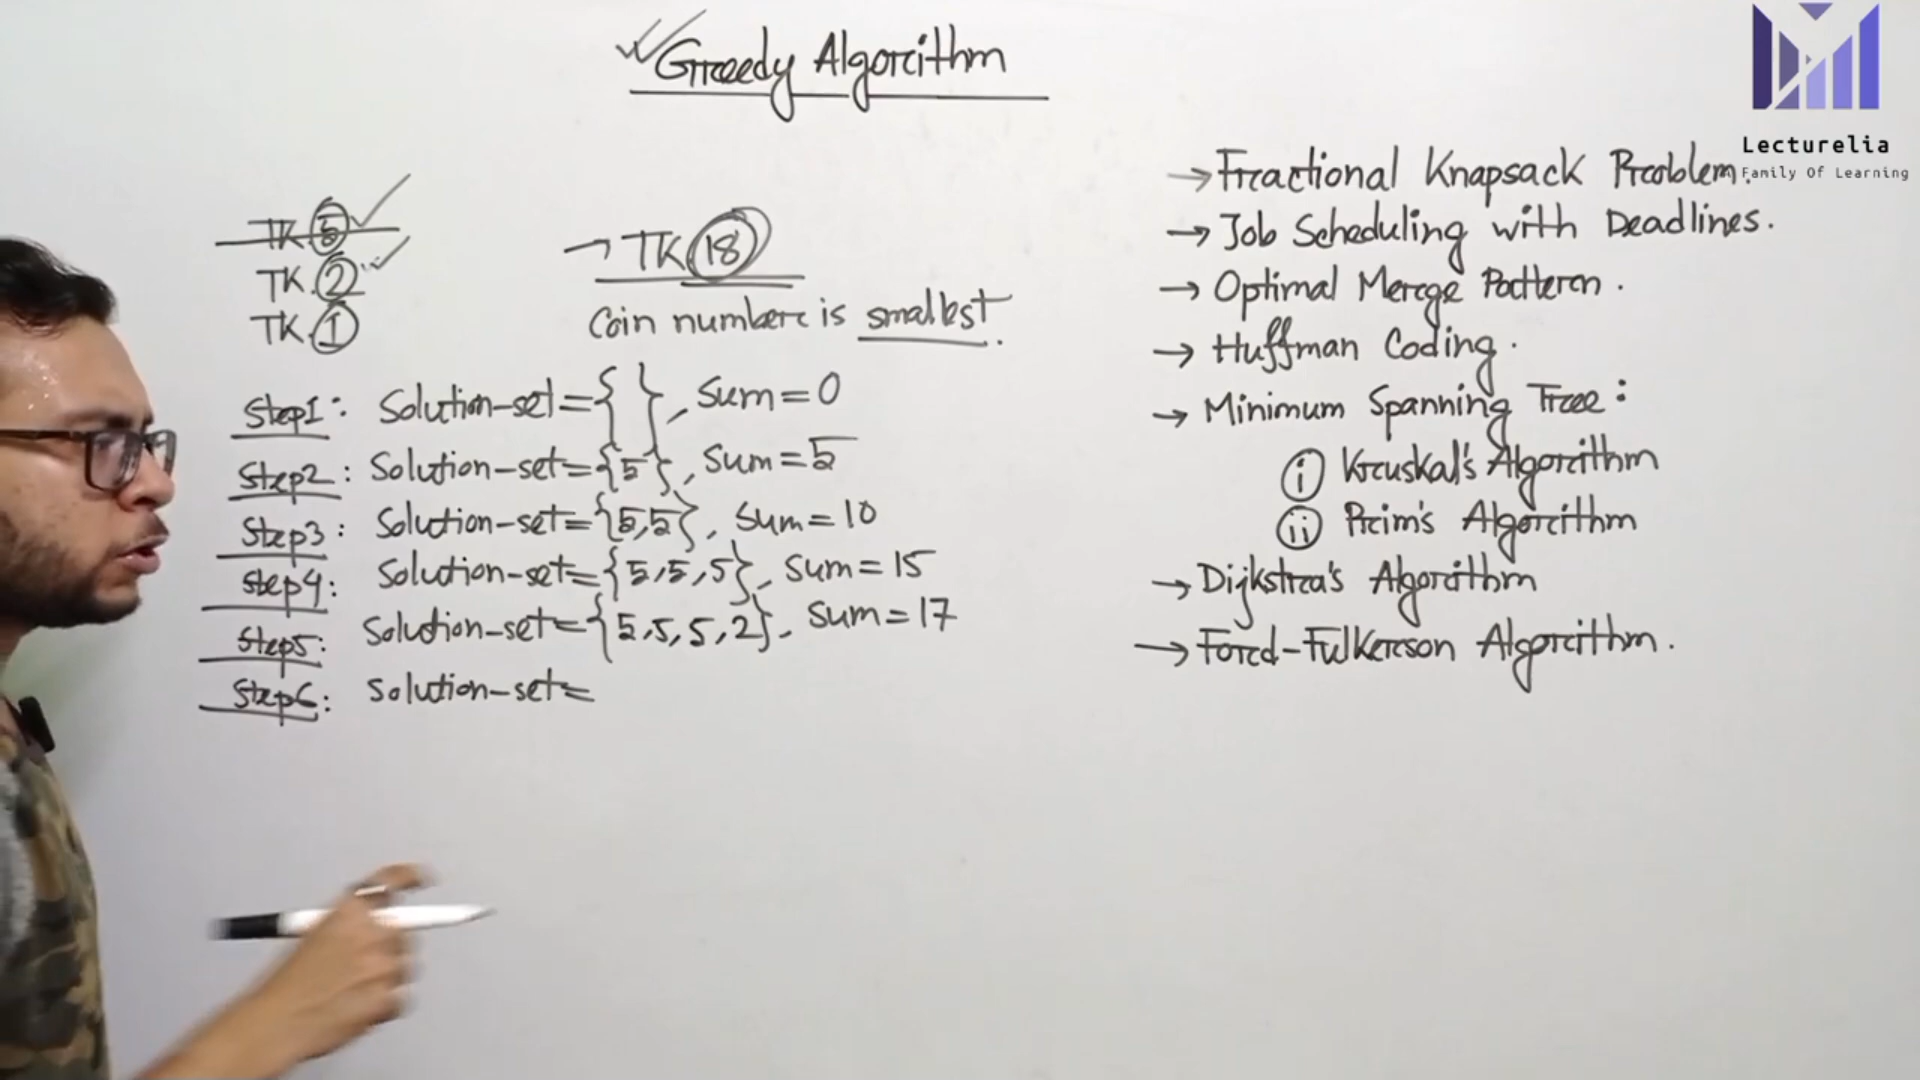 Greedy Algorithm
Lecturelia
A Family Of Learning
TK 5
TK 2
TK 1
→ TK 18
Coin number is smallest.
Step1: Solution-set={ }, Sum=0
Step2: Solution-set={5}, Sum=5
Step3: Solution-set={5,5}, Sum=10
Step4: Solution-set={5,5,5}, Sum=15
Step5: Solution-set={5,5,5,2}, Sum=17
Step6: Solution-set=
→ Fractional Knapsack Problem.
→ Job Scheduling with Deadlines.
→ Optimal Merge Pattern.
→ Huffman Coding.
→ Minimum Spanning Tree:
i Kruskal's Algorithm
ii Prim's Algorithm
→ Dijkstra's Algorithm
→ Ford-Fulkerson Algorithm.